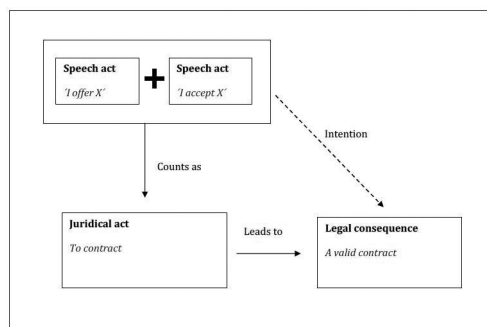 Speech act
'I offer X'
+
Speech act
'I accept X'
Intention
Counts as
Juridical act
To contract
Leads to
Legal consequence
A valid contract